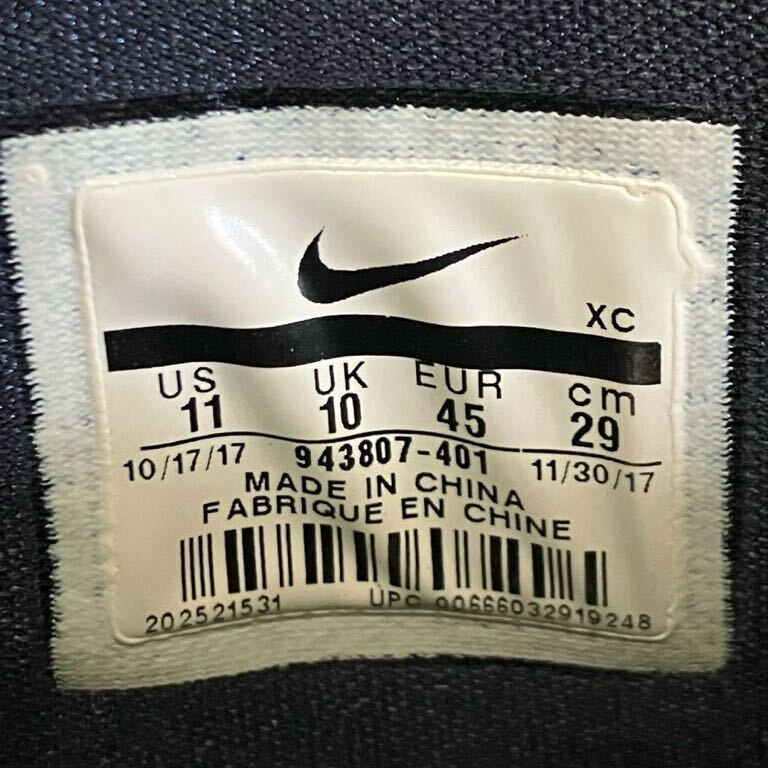 XC
US UK EUR cm
11 10 45 29
10/17/17 943807-401 11/30/17
MADE IN CHINA
FABRIQUE EN CHINE
202521531 UPC 00666032919248